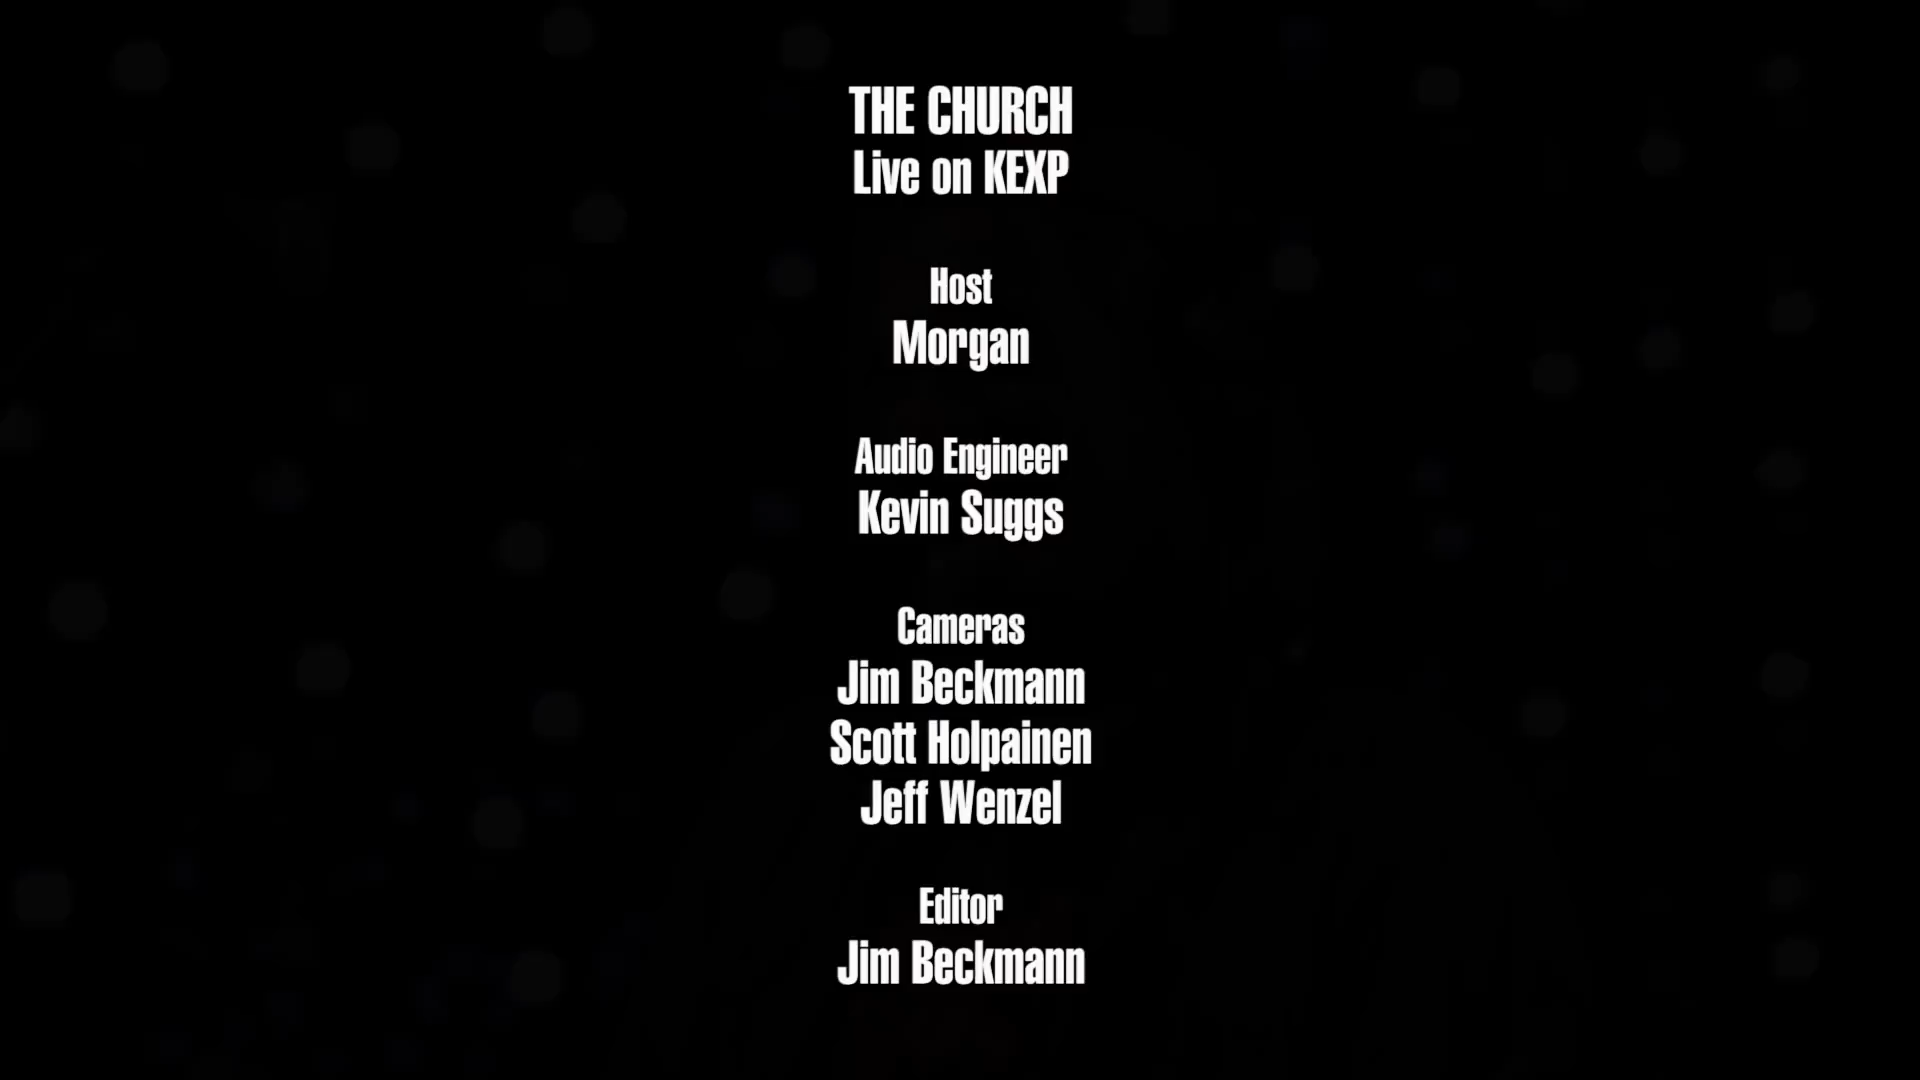 THE CHURCH
Live on KEXP
Host
Morgan
Audio Engineer
Kevin Suggs
Cameras
Jim Beckmann
Scott Holpainen
Jeff Wenzel
Editor
Jim Beckmann